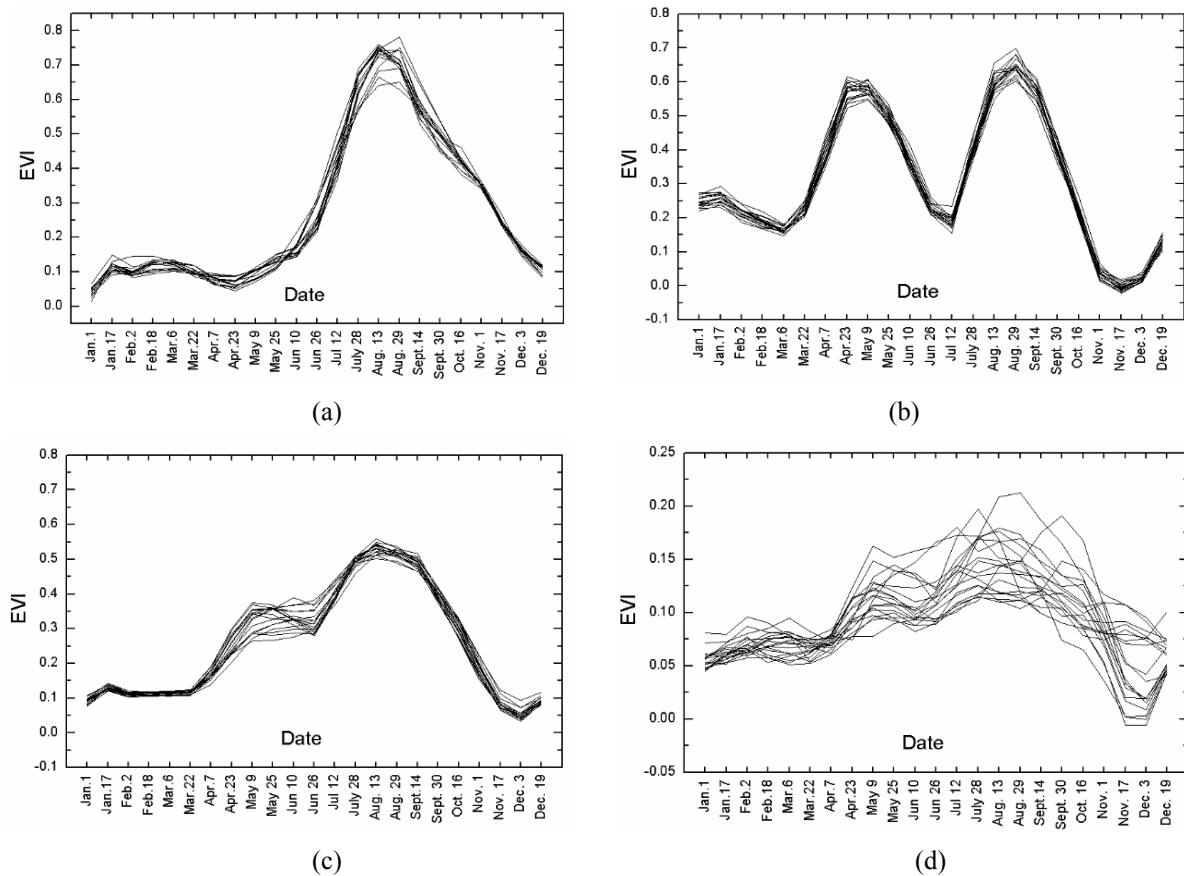 0.8
0.7
0.6
0.5
0.4
0.3
0.2
0.1
0.0
EVI
Date
Jan.1
Jan.17
Feb.2
Feb.18
Mar.6
Mar.22
Apr.7
Apr.23
May 9
May 25
Jun 10
Jun 26
Jul 12
July 28
Aug. 13
Aug. 29
Sept.14
Sept. 30
Oct. 16
Nov. 1
Nov. 17
Dec. 3
Dec. 19
(a)
0.8
0.7
0.6
0.5
0.4
0.3
0.2
0.1
0.0
-0.1
EVI
Date
Jan.1
Jan.17
Feb.2
Feb.18
Mar.6
Mar.22
Apr.7
Apr.23
May 9
May 25
Jun 10
Jun 26
Jul 12
July 28
Aug. 13
Aug. 29
Sept.14
Sept. 30
Oct. 16
Nov. 1
Nov. 17
Dec. 3
Dec. 19
(b)
0.8
0.7
0.6
0.5
0.4
0.3
0.2
0.1
0.0
-0.1
EVI
Date
Jan.1
Jan.17
Feb.2
Feb.18
Mar.6
Mar.22
Apr.7
Apr.23
May 9
May 25
Jun 10
Jun 26
Jul 12
July 28
Aug. 13
Aug. 29
Sept.14
Sept. 30
Oct. 16
Nov. 1
Nov. 17
Dec. 3
Dec. 19
(c)
0.25
0.20
0.15
0.10
0.05
0.00
-0.05
EVI
Date
Jan.1
Jan.17
Feb.2
Feb.18
Mar.6
Mar.22
Apr.7
Apr.23
May 9
May 25
Jun 10
Jun 26
Jul 12
July 28
Aug. 13
Aug. 29
Sept.14
Sept. 30
Oct. 16
Nov. 1
Nov. 17
Dec. 3
Dec. 19
(d)